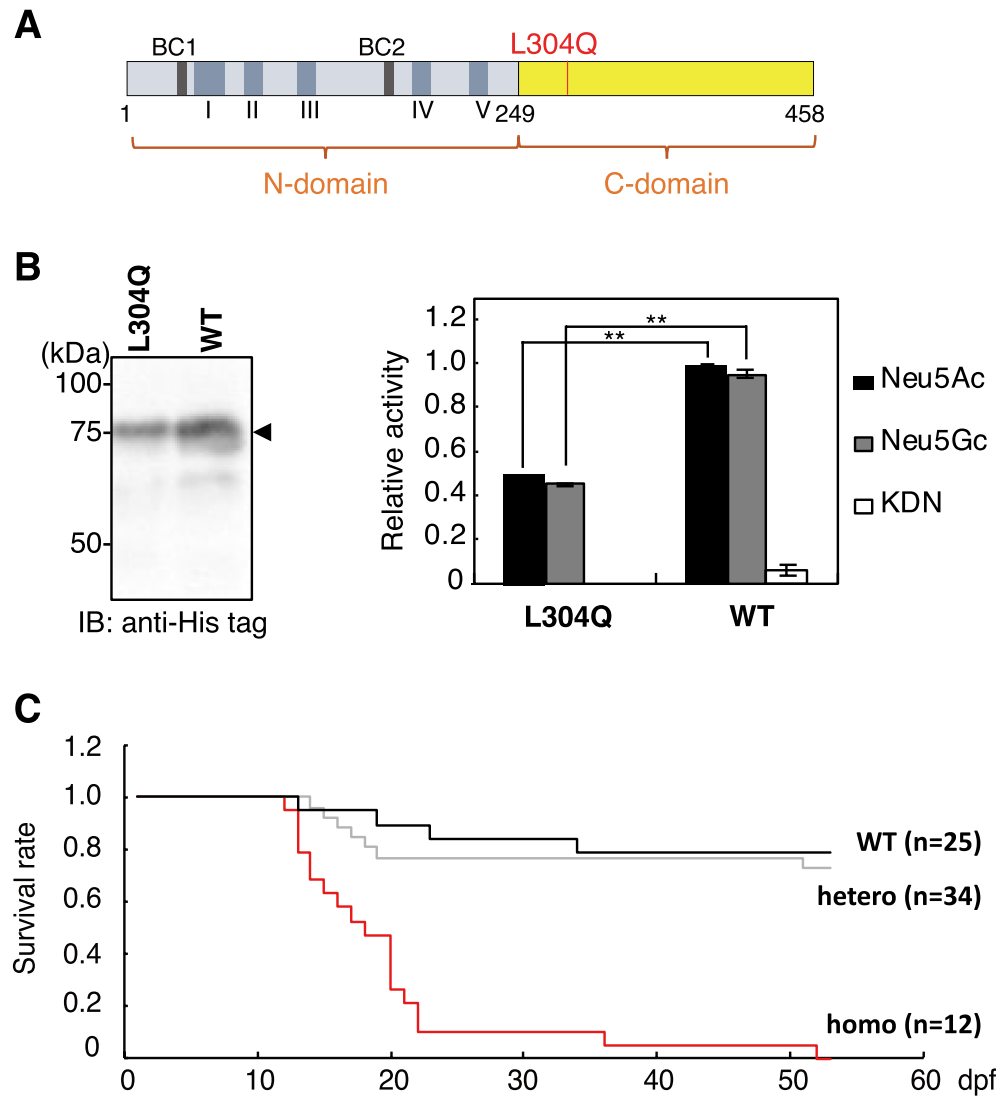 A
BC1 BC2 L304Q
I II III IV V
1 249 458
N-domain C-domain
B
L304Q WT
(kDa)
100
75
50
IB: anti-His tag
Relative activity
1.2
1.0
0.8
0.6
0.4
0.2
0
** **
L304Q WT
Neu5Ac
Neu5Gc
KDN
C
Survival rate
1.2
1.0
0.8
0.6
0.4
0.2
0
WT (n=25)
hetero (n=34)
homo (n=12)
0 10 20 30 40 50 60 dpf